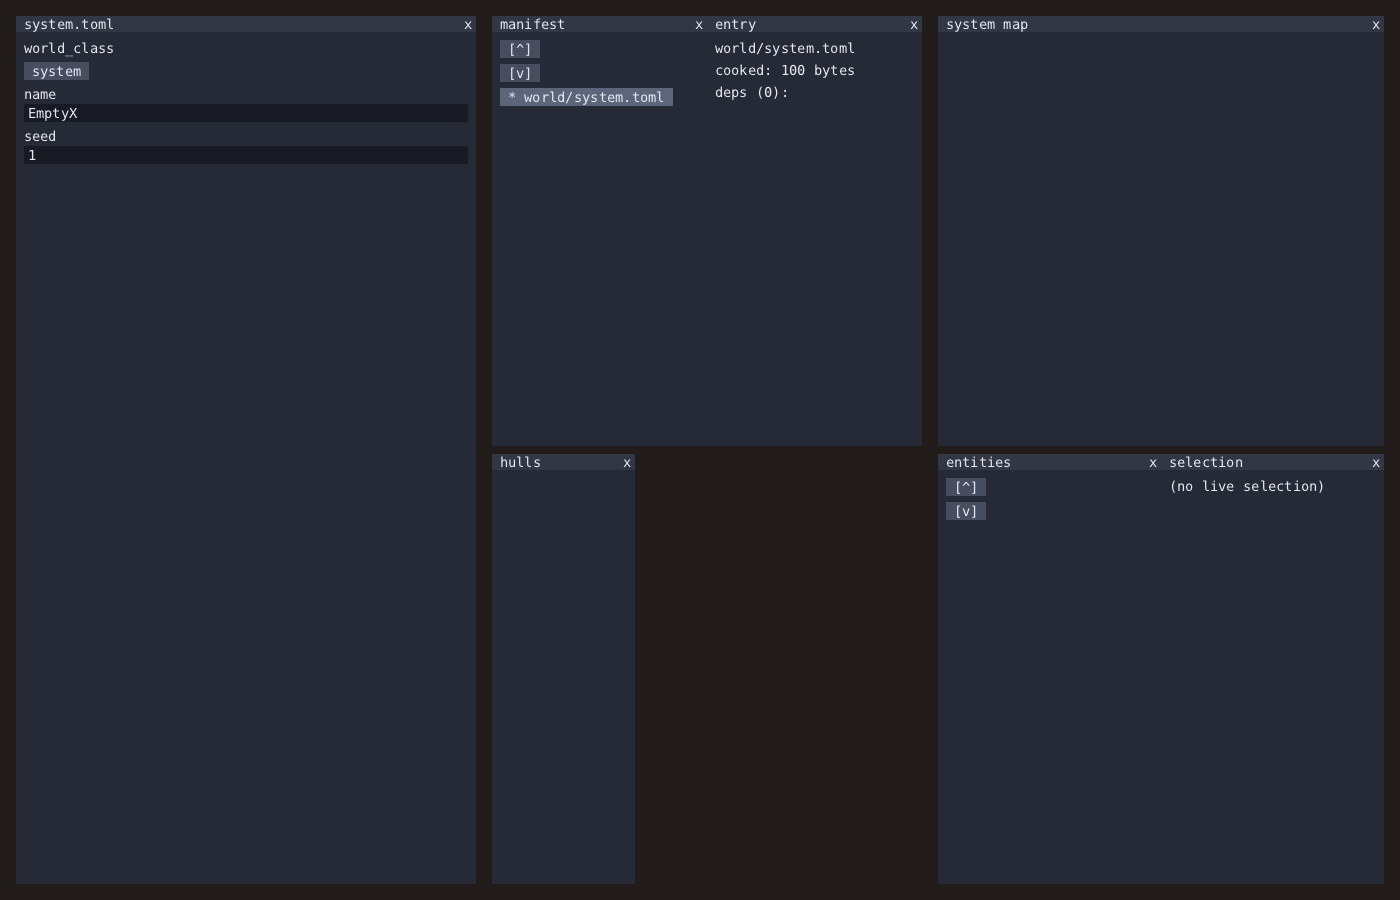 system.toml x
world_class
system
name
EmptyX
seed
1
manifest x
[^]
[v]
* world/system.toml
entry x
world/system.toml
cooked: 100 bytes
deps (0):
system map x
hulls x
entities x
[^]
[v]
selection x
(no live selection)